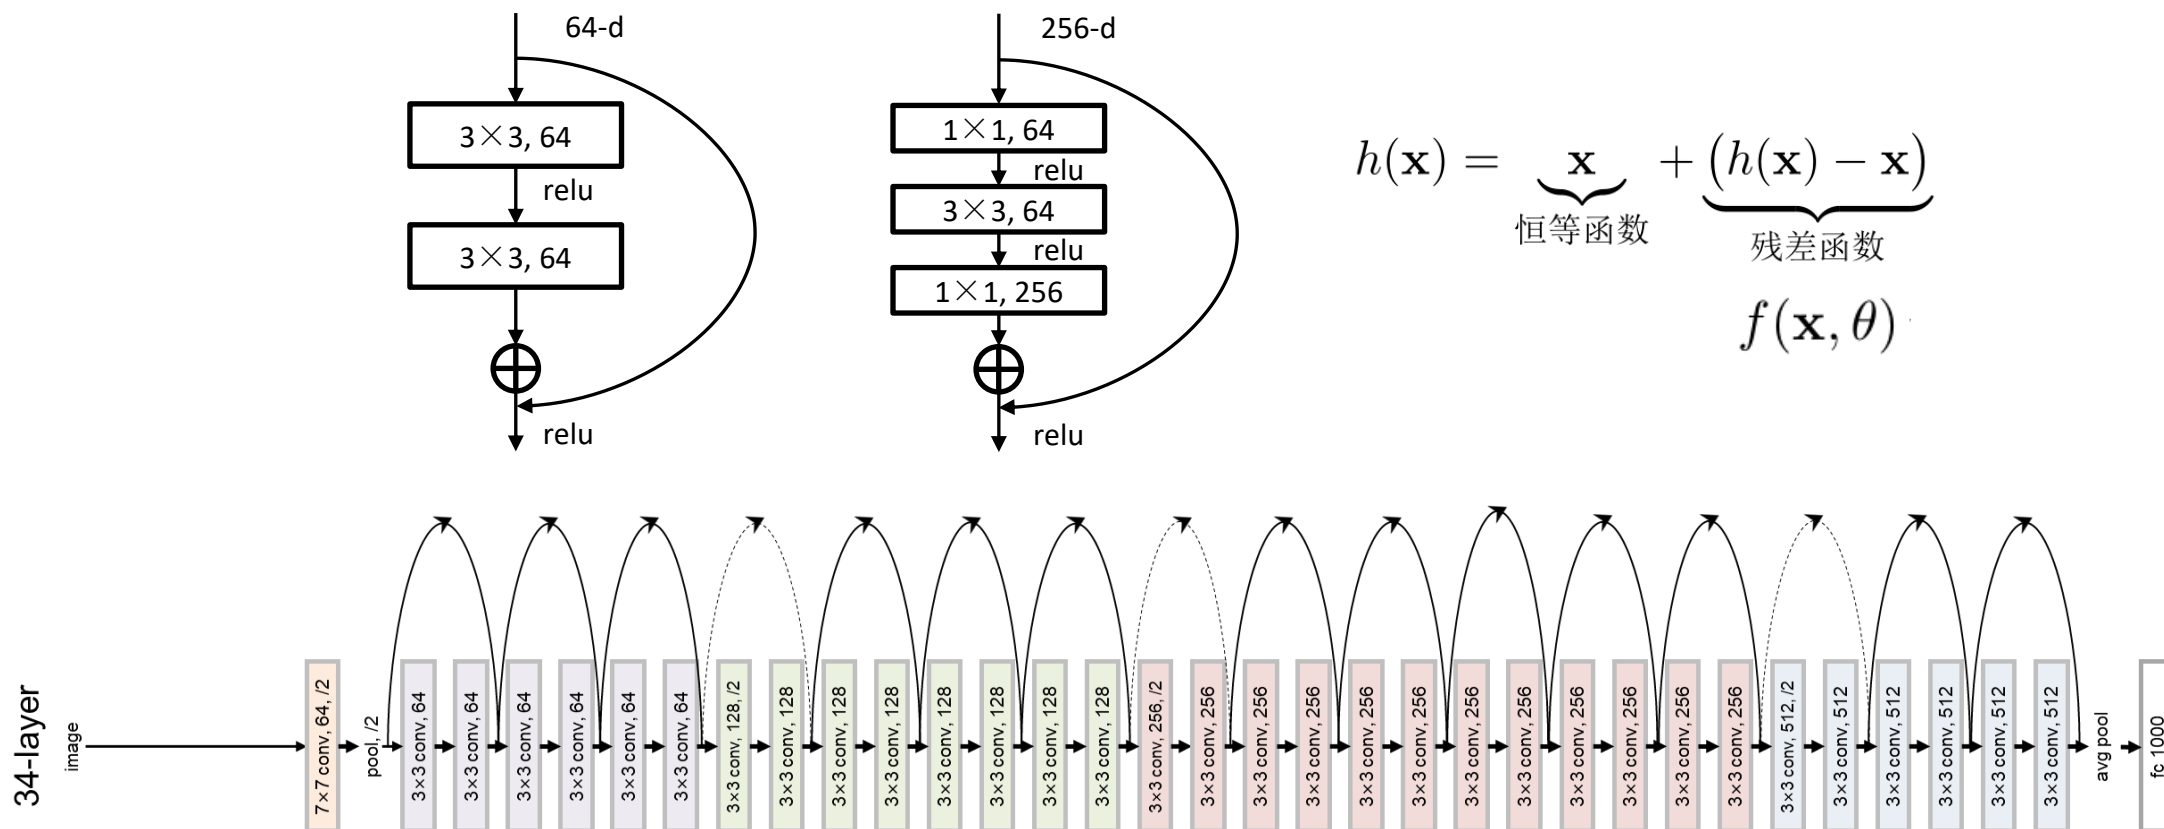 64-d
3×3, 64
relu
3×3, 64
relu
256-d
1×1, 64
relu
3×3, 64
relu
1×1, 256
relu
h(x) = x + (h(x) − x)
恒等函数
残差函数
f(x, θ)
34-layer
image
7×7 conv, 64, /2
pool, /2
3×3 conv, 64
3×3 conv, 64
3×3 conv, 64
3×3 conv, 64
3×3 conv, 64
3×3 conv, 64
3×3 conv, 128, /2
3×3 conv, 128
3×3 conv, 128
3×3 conv, 128
3×3 conv, 128
3×3 conv, 128
3×3 conv, 128
3×3 conv, 128
3×3 conv, 256, /2
3×3 conv, 256
3×3 conv, 256
3×3 conv, 256
3×3 conv, 256
3×3 conv, 256
3×3 conv, 256
3×3 conv, 256
3×3 conv, 256
3×3 conv, 256
3×3 conv, 256
3×3 conv, 256
3×3 conv, 512, /2
3×3 conv, 512
3×3 conv, 512
3×3 conv, 512
3×3 conv, 512
3×3 conv, 512
avg pool
fc 1000